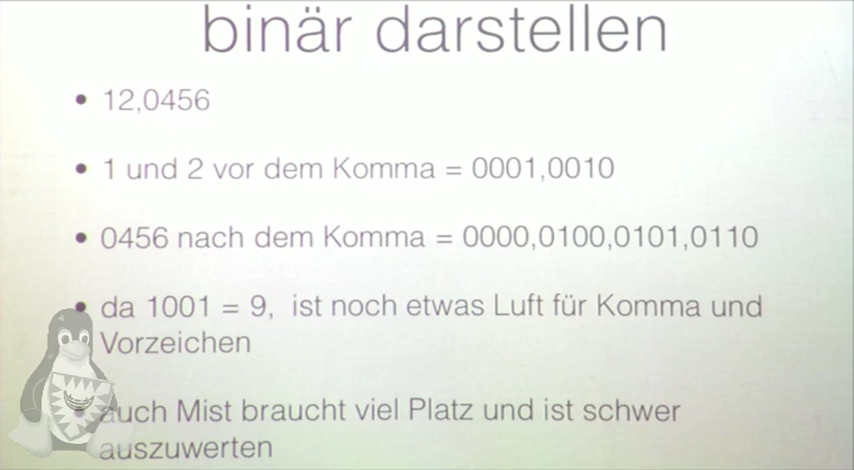 binär darstellen
• 12,0456
• 1 und 2 vor dem Komma = 0001,0010
• 0456 nach dem Komma = 0000,0100,0101,0110
• da 1001 = 9, ist noch etwas Luft für Komma und
Vorzeichen
• auch Mist braucht viel Platz und ist schwer
auszuwerten